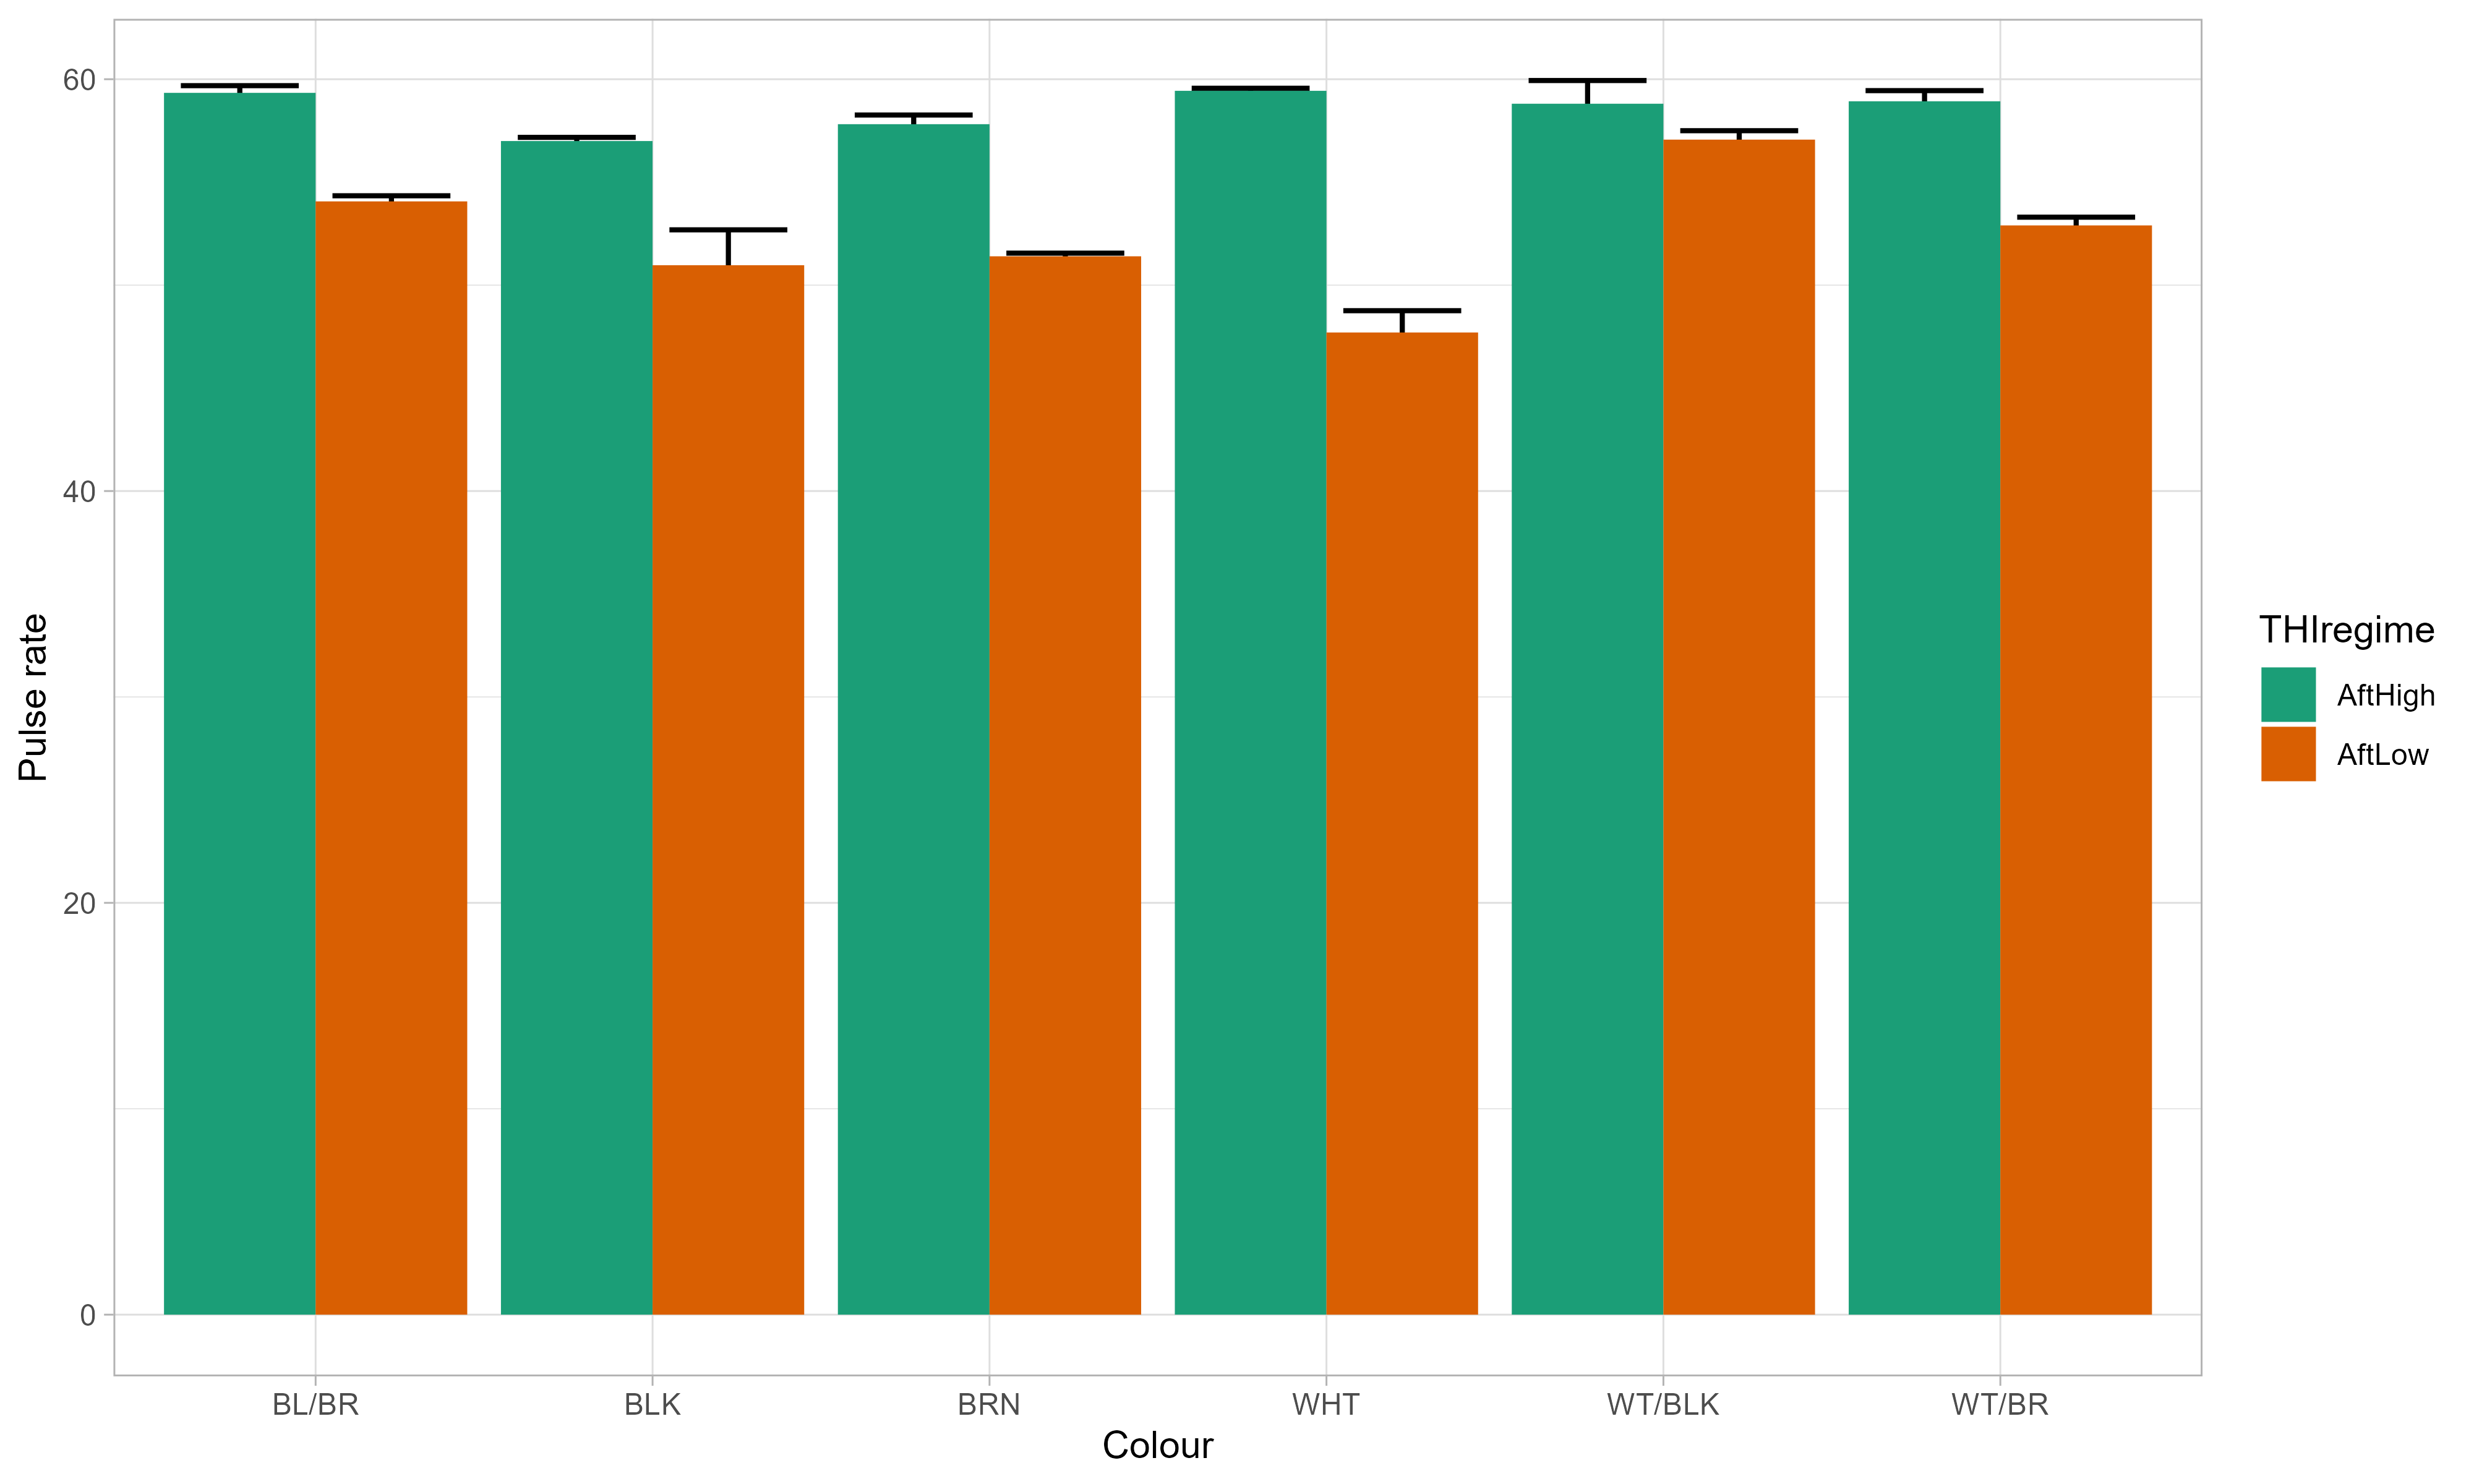 60
40
20
0
Pulse rate
BL/BR
BLK
BRN
WHT
WT/BLK
WT/BR
Colour
THIregime
AftHigh
AftLow